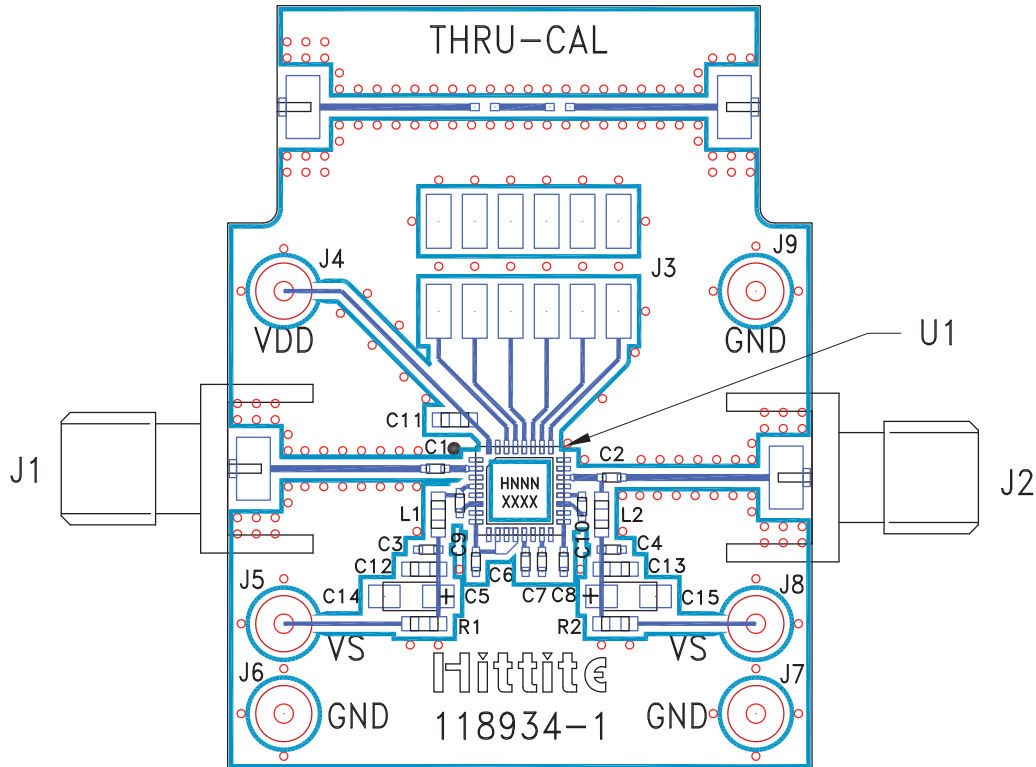 THRU-CAL
J4
J9
J3
VDD
GND
U1
C11
C1
C2
J1
J2
HNNN
XXXX
L1
L2
C3
C9
C10
C4
C12
C6
C13
J5
C14
C5
C7
C8
C15
J8
VS
R1
R2
VS
J6
Hittite
J7
GND
118934-1
GND